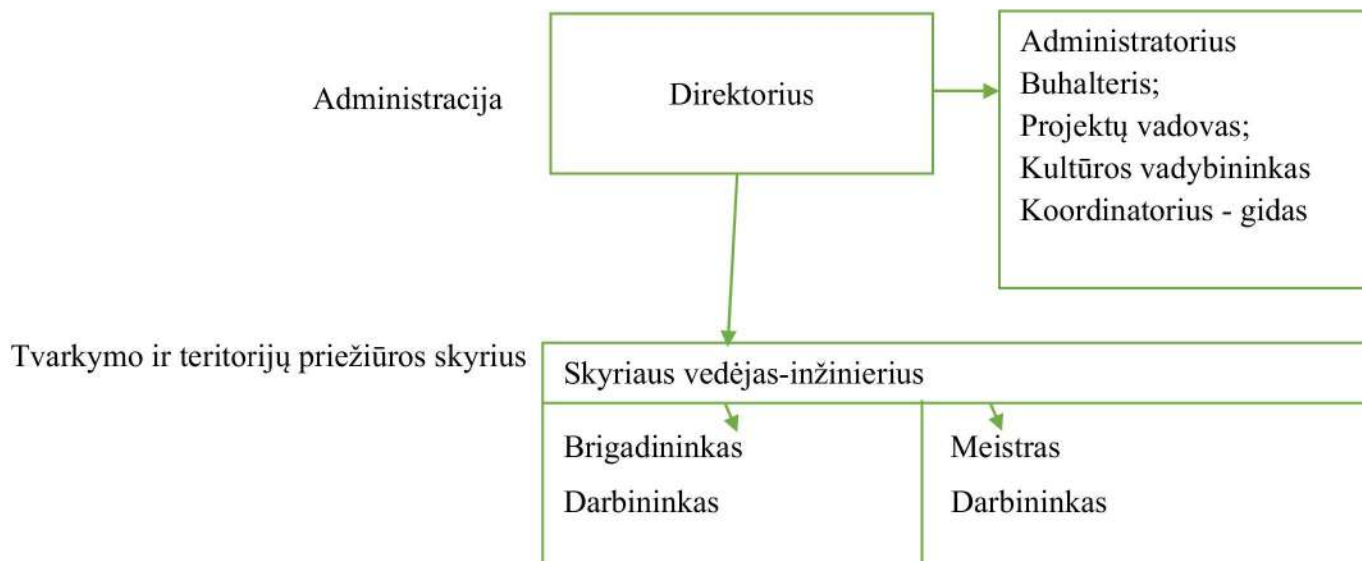 Administracija
Direktorius
Administratorius
Buhalteris;
Projektų vadovas;
Kultūros vadybininkas
Koordinatorius - gidas
Tvarkymo ir teritorijų priežiūros skyrius
Skyriaus vedėjas-inžinierius
Brigadininkas
Darbininkas
Meistras
Darbininkas